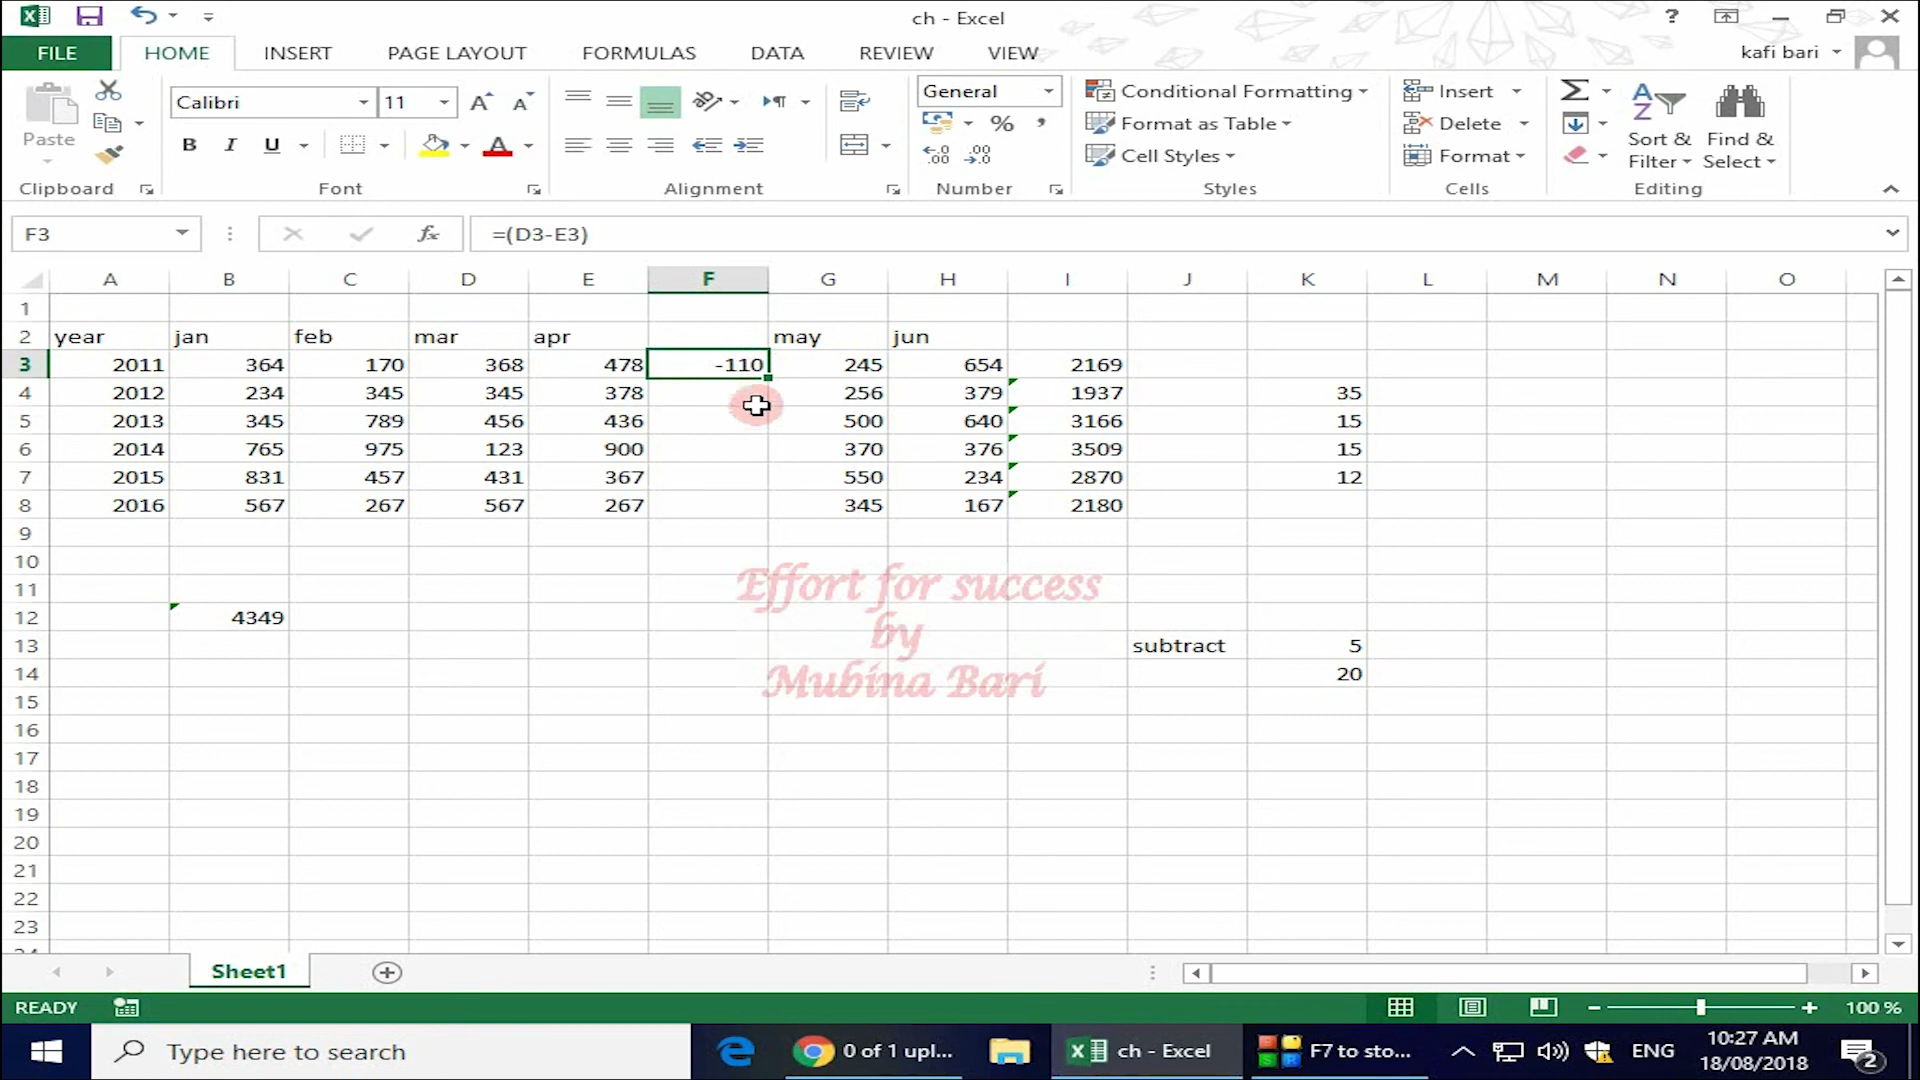 ch - Excel
?
FILE HOME INSERT PAGE LAYOUT FORMULAS DATA REVIEW VIEW kafi bari
Paste Calibri 11 General Conditional Formatting Insert
B I U % , Format as Table Delete Sort & Filter Find & Select
Cell Styles Format
Clipboard Font Alignment Number Styles Cells Editing
F3 fx =(D3-E3)
A B C D E F G H I J K L M N O
1
2 year jan feb mar apr may jun
3 2011 364 170 368 478 -110 245 654 2169
4 2012 234 345 345 378 256 379 1937 35
5 2013 345 789 456 436 500 640 3166 15
6 2014 765 975 123 900 370 376 3509 15
7 2015 831 457 431 367 550 234 2870 12
8 2016 567 267 567 267 345 167 2180
9
10
11
Effort for success
12 4349
by
13 subtract 5
14 20
Mubina Bari
15
16
17
18
19
20
21
22
23
24
Sheet1
READY 100 %
Type here to search 0 of 1 upl... ch - Excel F7 to sto... ENG 10:27 AM
18/08/2018 2